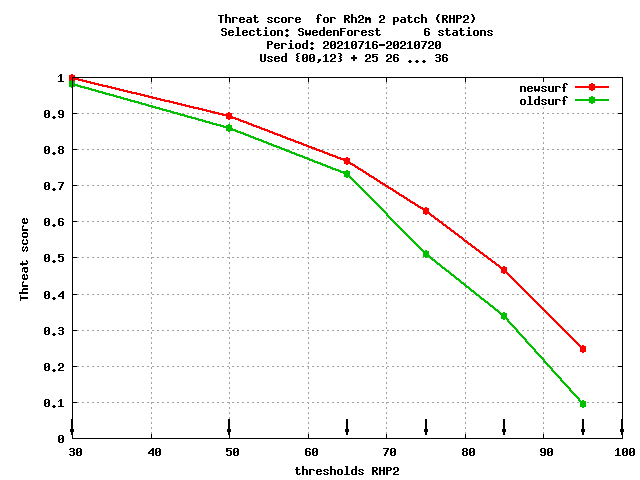 Threat score  for Rh2m 2 patch (RHP2)
Selection: SwedenForest      6 stations
Period: 20210716-20210720
Used {00,12} + 25 26 ... 36
newsurf
oldsurf
Threat score
1
0.9
0.8
0.7
0.6
0.5
0.4
0.3
0.2
0.1
0
30 40 50 60 70 80 90 100
thresholds RHP2